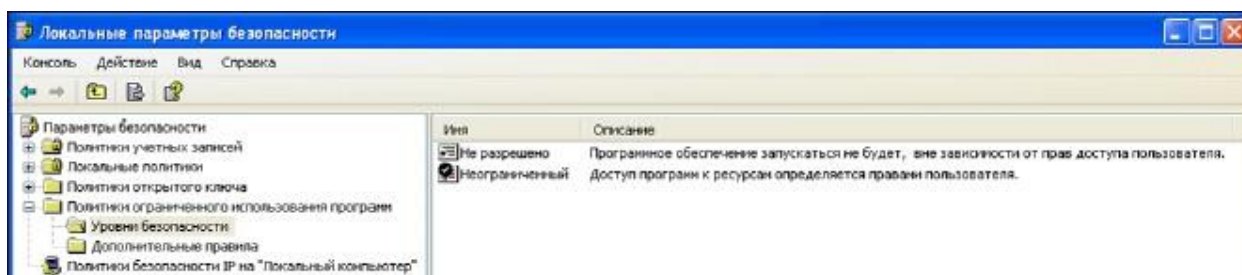 Локальные параметры безопасности
Консоль Действие Вид Справка
Параметры безопасности
Политики учетных записей
Локальные политики
Политики открытого ключа
Политики ограниченного использования программ
Уровни безопасности
Дополнительные правила
Политики безопасности IP на "Локальный компьютер"
Имя Описание
Не разрешено Программное обеспечение запускаться не будет, вне зависимости от прав доступа пользователя.
Неограниченный Доступ программ к ресурсам определяется правами пользователя.